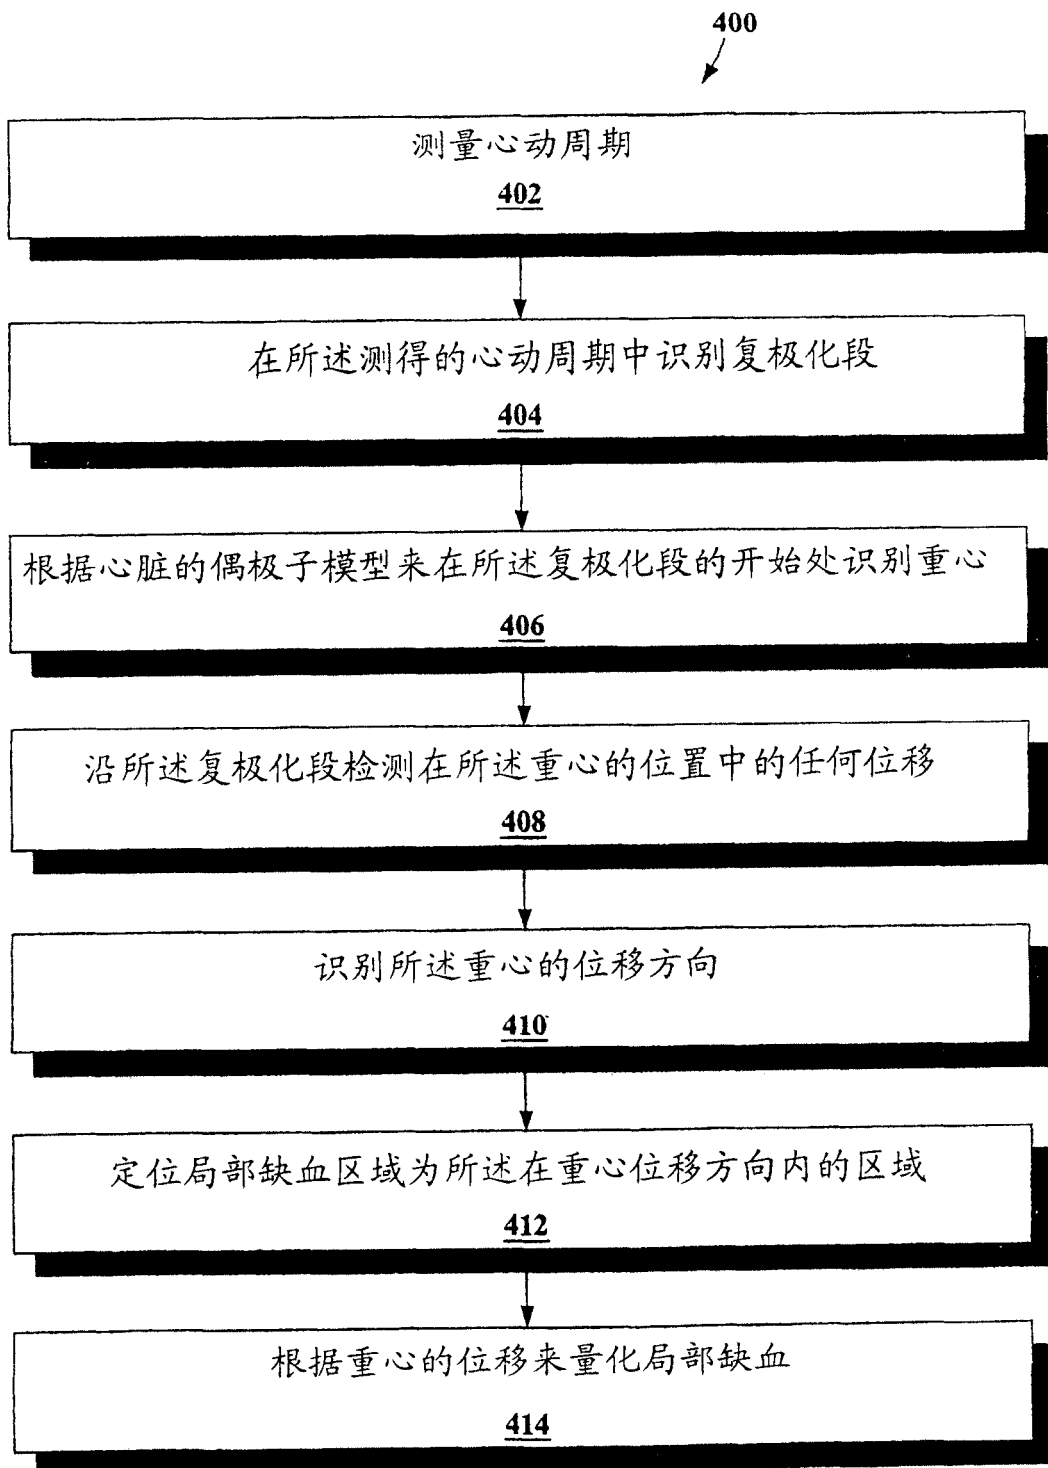 400
测量心动周期
402
在所述测得的心动周期中识别复极化段
404
根据心脏的偶极子模型来在所述复极化段的开始处识别重心
406
沿所述复极化段检测在所述重心的位置中的任何位移
408
识别所述重心的位移方向
410
定位局部缺血区域为所述在重心位移方向内的区域
412
根据重心的位移来量化局部缺血
414